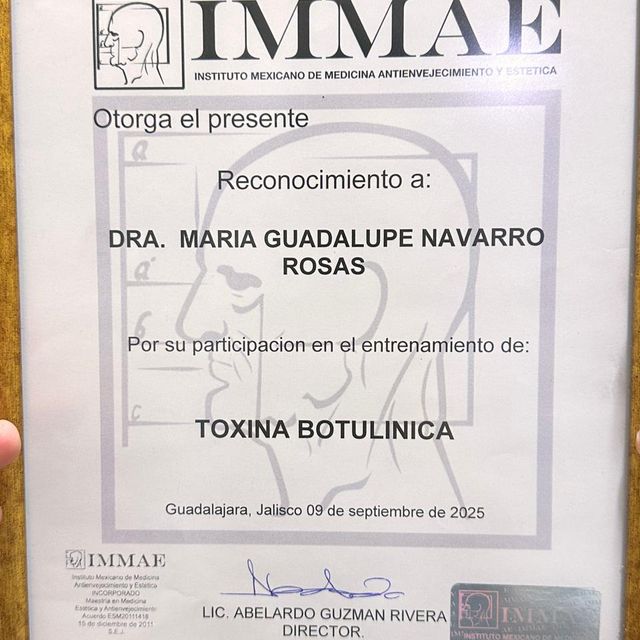 IMMAE
INSTITUTO MEXICANO DE MEDICINA ANTIENVEJECIMIENTO Y ESTETICA
Otorga el presente
Reconocimiento a:
DRA. MARIA GUADALUPE NAVARRO
ROSAS
Por su participacion en el entrenamiento de:
TOXINA BOTULINICA
Guadalajara, Jalisco 09 de septiembre de 2025
IMMAE
Instituto Mexicano de Medicina
Antienvejecimiento y Estética
INCORPORADO
Maestría en Medicina
Estética y Antienvejecimiento
Acuerdo ESM20111418
15 de diciembre de 2011
S.E.J.
LIC. ABELARDO GUZMAN RIVERA
DIRECTOR.